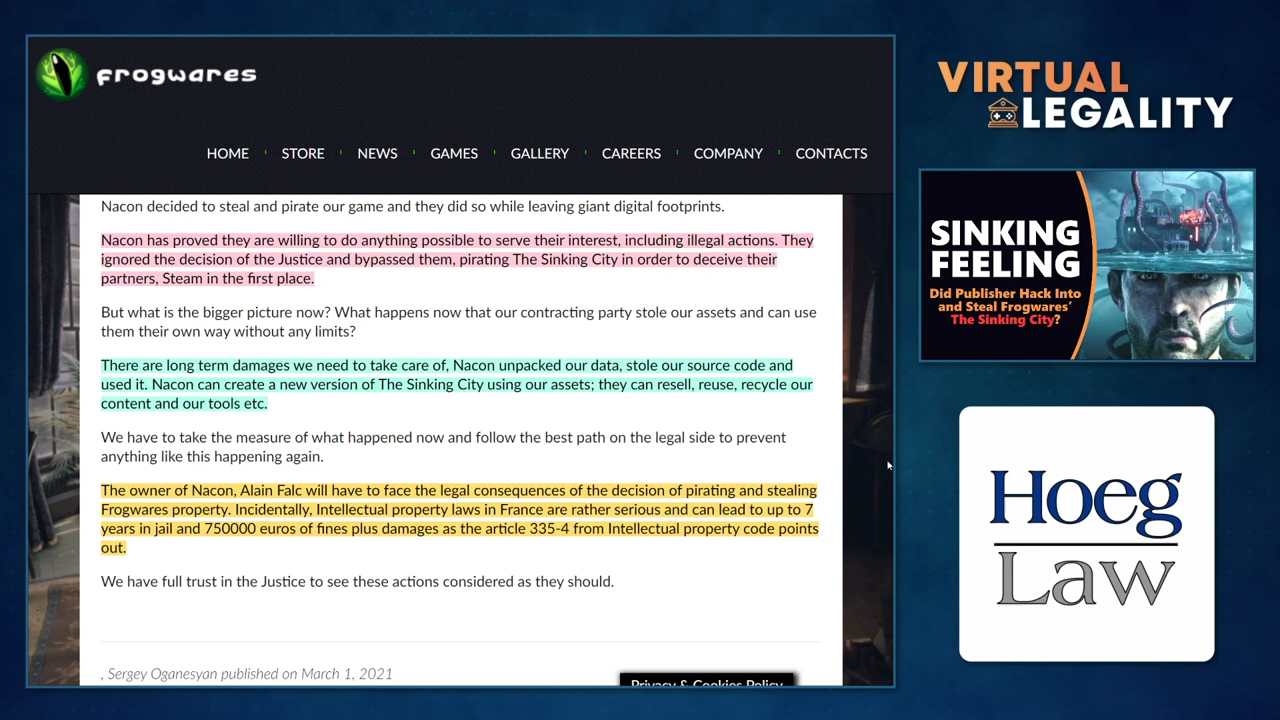 frogwares
HOME STORE NEWS GAMES GALLERY CAREERS COMPANY CONTACTS
Nacon decided to steal and pirate our game and they did so while leaving giant digital footprints.
Nacon has proved they are willing to do anything possible to serve their interest, including illegal actions. They
ignored the decision of the Justice and bypassed them, pirating The Sinking City in order to deceive their
partners, Steam in the first place.
But what is the bigger picture now? What happens now that our contracting party stole our assets and can use
them their own way without any limits?
There are long term damages we need to take care of, Nacon unpacked our data, stole our source code and
used it. Nacon can create a new version of The Sinking City using our assets; they can resell, reuse, recycle our
content and our tools etc.
We have to take the measure of what happened now and follow the best path on the legal side to prevent
anything like this happening again.
The owner of Nacon, Alain Falc will have to face the legal consequences of the decision of pirating and stealing
Frogwares property. Incidentally, Intellectual property laws in France are rather serious and can lead to up to 7
years in jail and 750000 euros of fines plus damages as the article 335-4 from Intellectual property code points
out.
We have full trust in the Justice to see these actions considered as they should.
, Sergey Oganesyan published on March 1, 2021
Privacy & Cookies Policy
VIRTUAL
LEGALITY
SINKING
FEELING
Did Publisher Hack Into
and Steal Frogwares'
The Sinking City?
Hoeg
Law